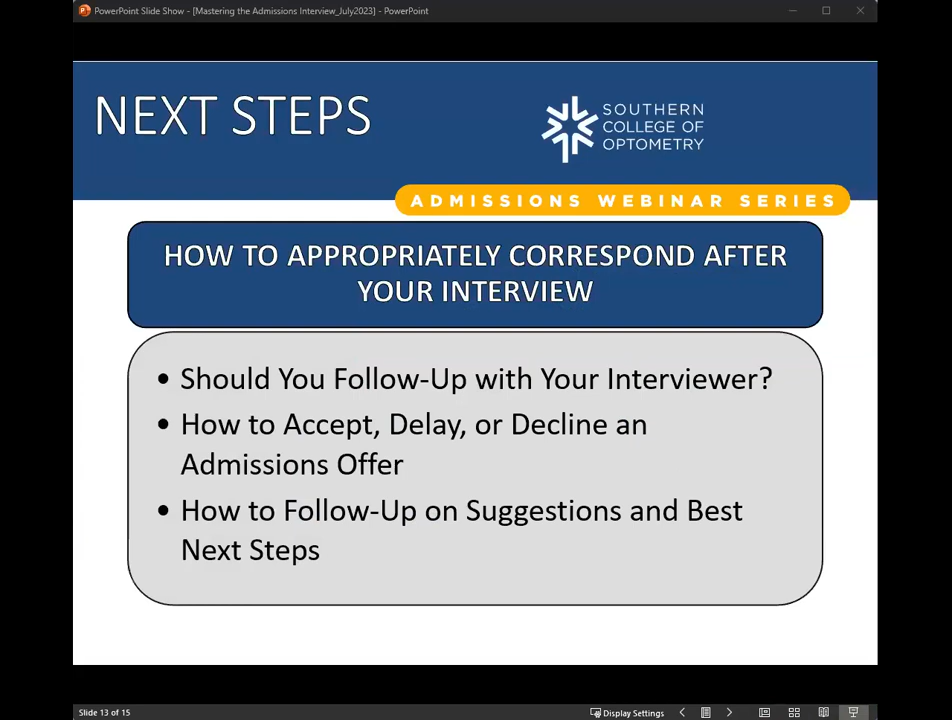 PowerPoint Slide Show - [Mastering the Admissions Interview_July2023] - PowerPoint
NEXT STEPS
SOUTHERN
COLLEGE OF
OPTOMETRY
ADMISSIONS WEBINAR SERIES
HOW TO APPROPRIATELY CORRESPOND AFTER
YOUR INTERVIEW
• Should You Follow-Up with Your Interviewer?
• How to Accept, Delay, or Decline an
Admissions Offer
• How to Follow-Up on Suggestions and Best
Next Steps
Slide 13 of 15
Display Settings